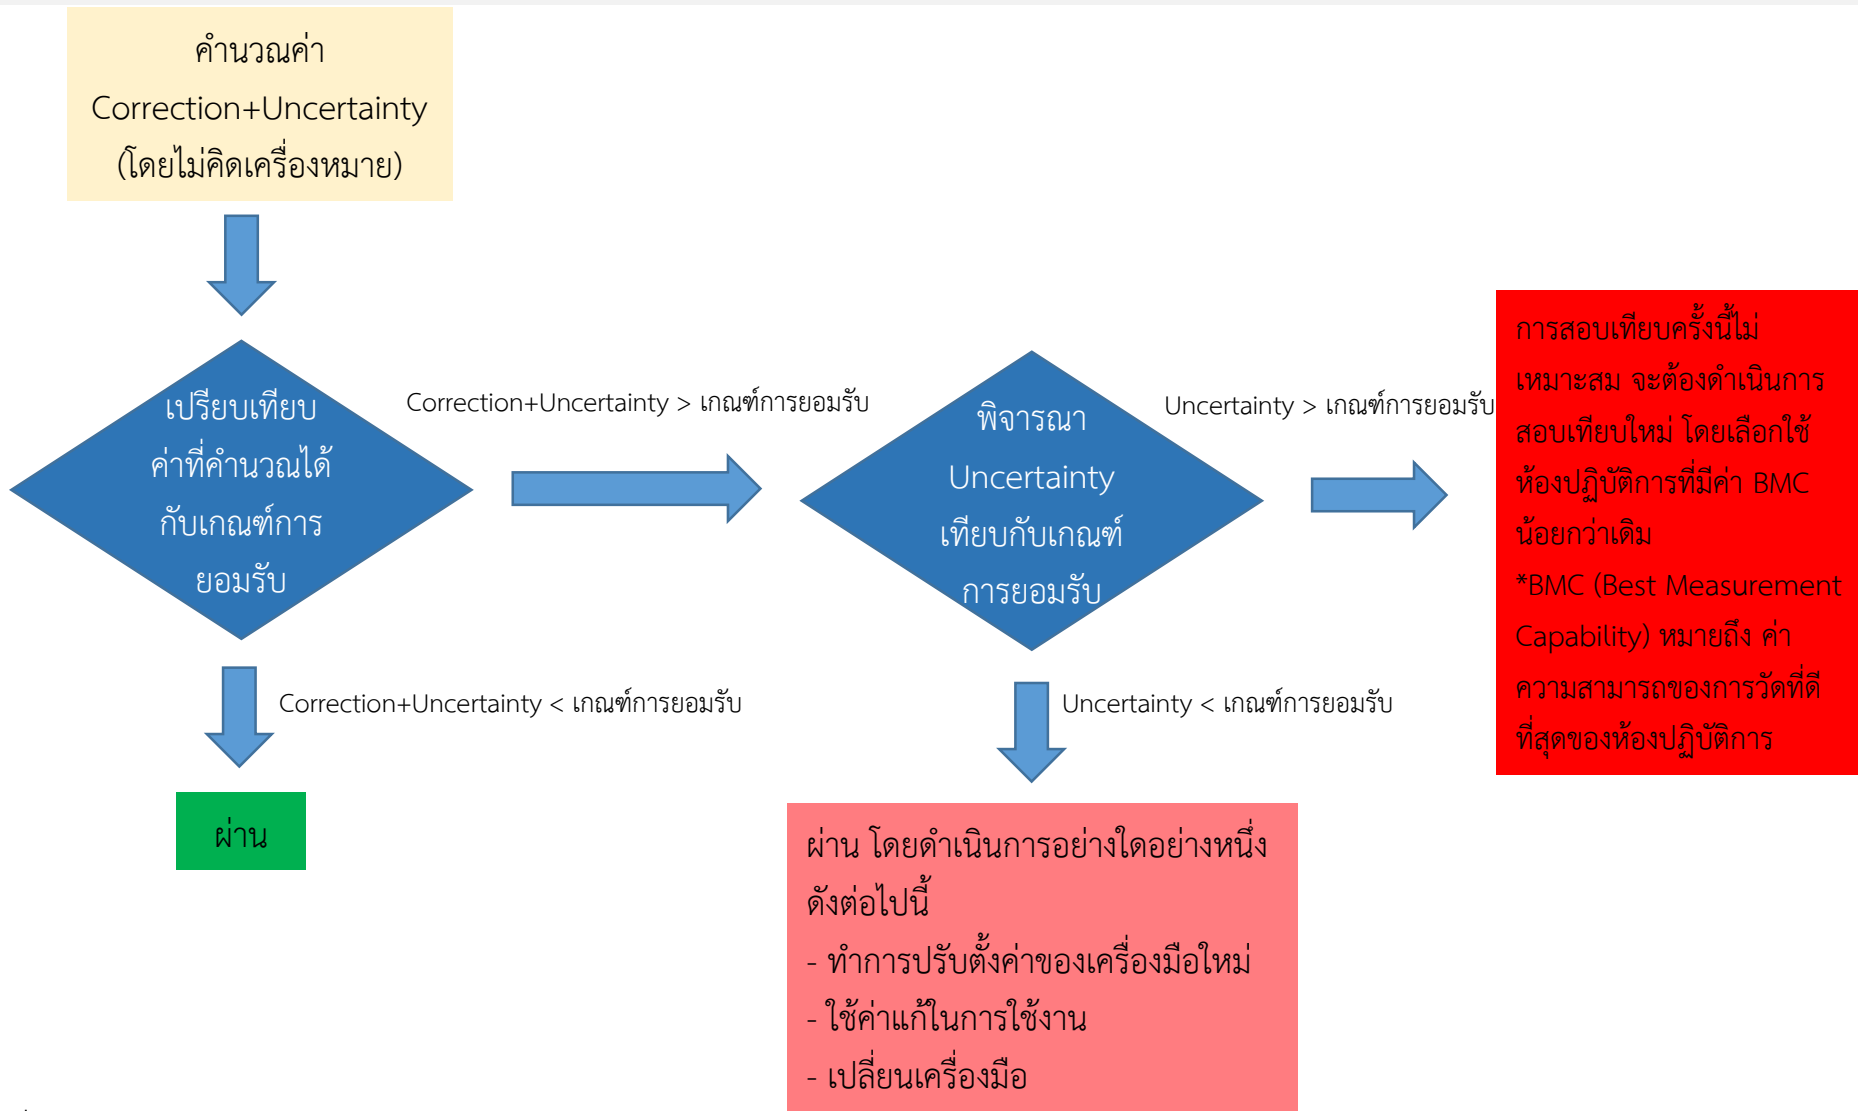 คำนวณค่า
Correction+Uncertainty
(โดยไม่คิดเครื่องหมาย)
เปรียบเทียบ
ค่าที่คำนวณได้
กับเกณฑ์การ
ยอมรับ
Correction+Uncertainty > เกณฑ์การยอมรับ
Correction+Uncertainty < เกณฑ์การยอมรับ
ผ่าน
พิจารณา
Uncertainty
เทียบกับเกณฑ์
การยอมรับ
Uncertainty > เกณฑ์การยอมรับ
Uncertainty < เกณฑ์การยอมรับ
ผ่าน โดยดำเนินการอย่างใดอย่างหนึ่ง
ดังต่อไปนี้
- ทำการปรับตั้งค่าของเครื่องมือใหม่
- ใช้ค่าแก้ในการใช้งาน
- เปลี่ยนเครื่องมือ
การสอบเทียบครั้งนี้ไม่
เหมาะสม จะต้องดำเนินการ
สอบเทียบใหม่ โดยเลือกใช้
ห้องปฏิบัติการที่มีค่า BMC
น้อยกว่าเดิม
*BMC (Best Measurement
Capability) หมายถึง ค่า
ความสามารถของการวัดที่ดี
ที่สุดของห้องปฏิบัติการ